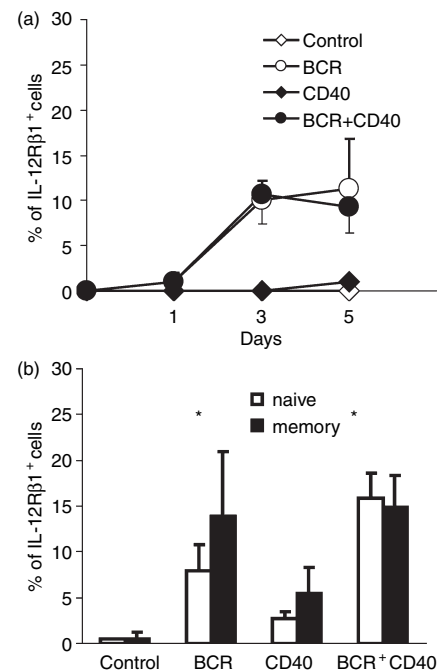 (a)
30
25
20
15
10
5
0
% of IL-12Rβ1⁺ cells
Control
BCR
CD40
BCR+CD40
1 3 5
Days
(b)
30
25
20
15
10
5
0
% of IL-12Rβ1⁺ cells
naive
memory
* *
Control BCR CD40 BCR⁺CD40